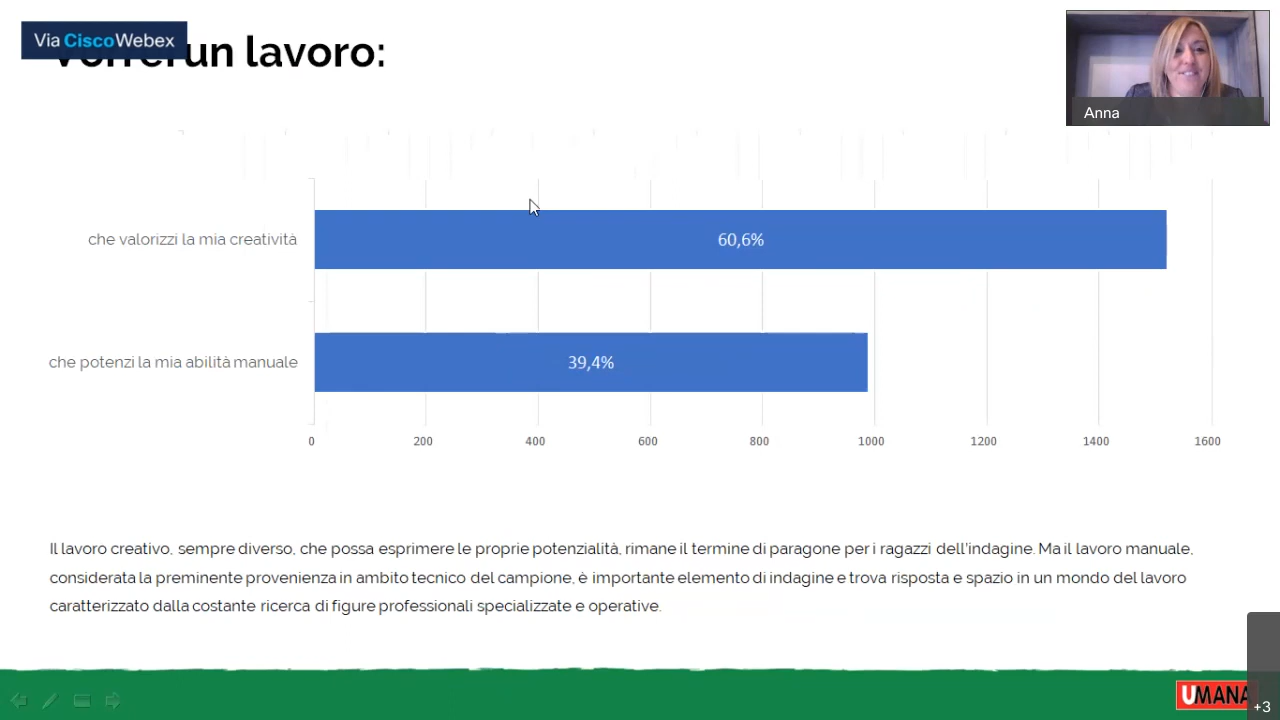 Via CiscoWebex
un lavoro:
Anna
che valorizzi la mia creatività
60,6%
che potenzi la mia abilità manuale
39,4%
0 200 400 600 800 1000 1200 1400 1600
Il lavoro creativo, sempre diverso, che possa esprimere le proprie potenzialità, rimane il termine di paragone per i ragazzi dell'indagine. Ma il lavoro manuale,
considerata la preminente provenienza in ambito tecnico del campione, è importante elemento di indagine e trova risposta e spazio in un mondo del lavoro
caratterizzato dalla costante ricerca di figure professionali specializzate e operative.
UMANA
+3